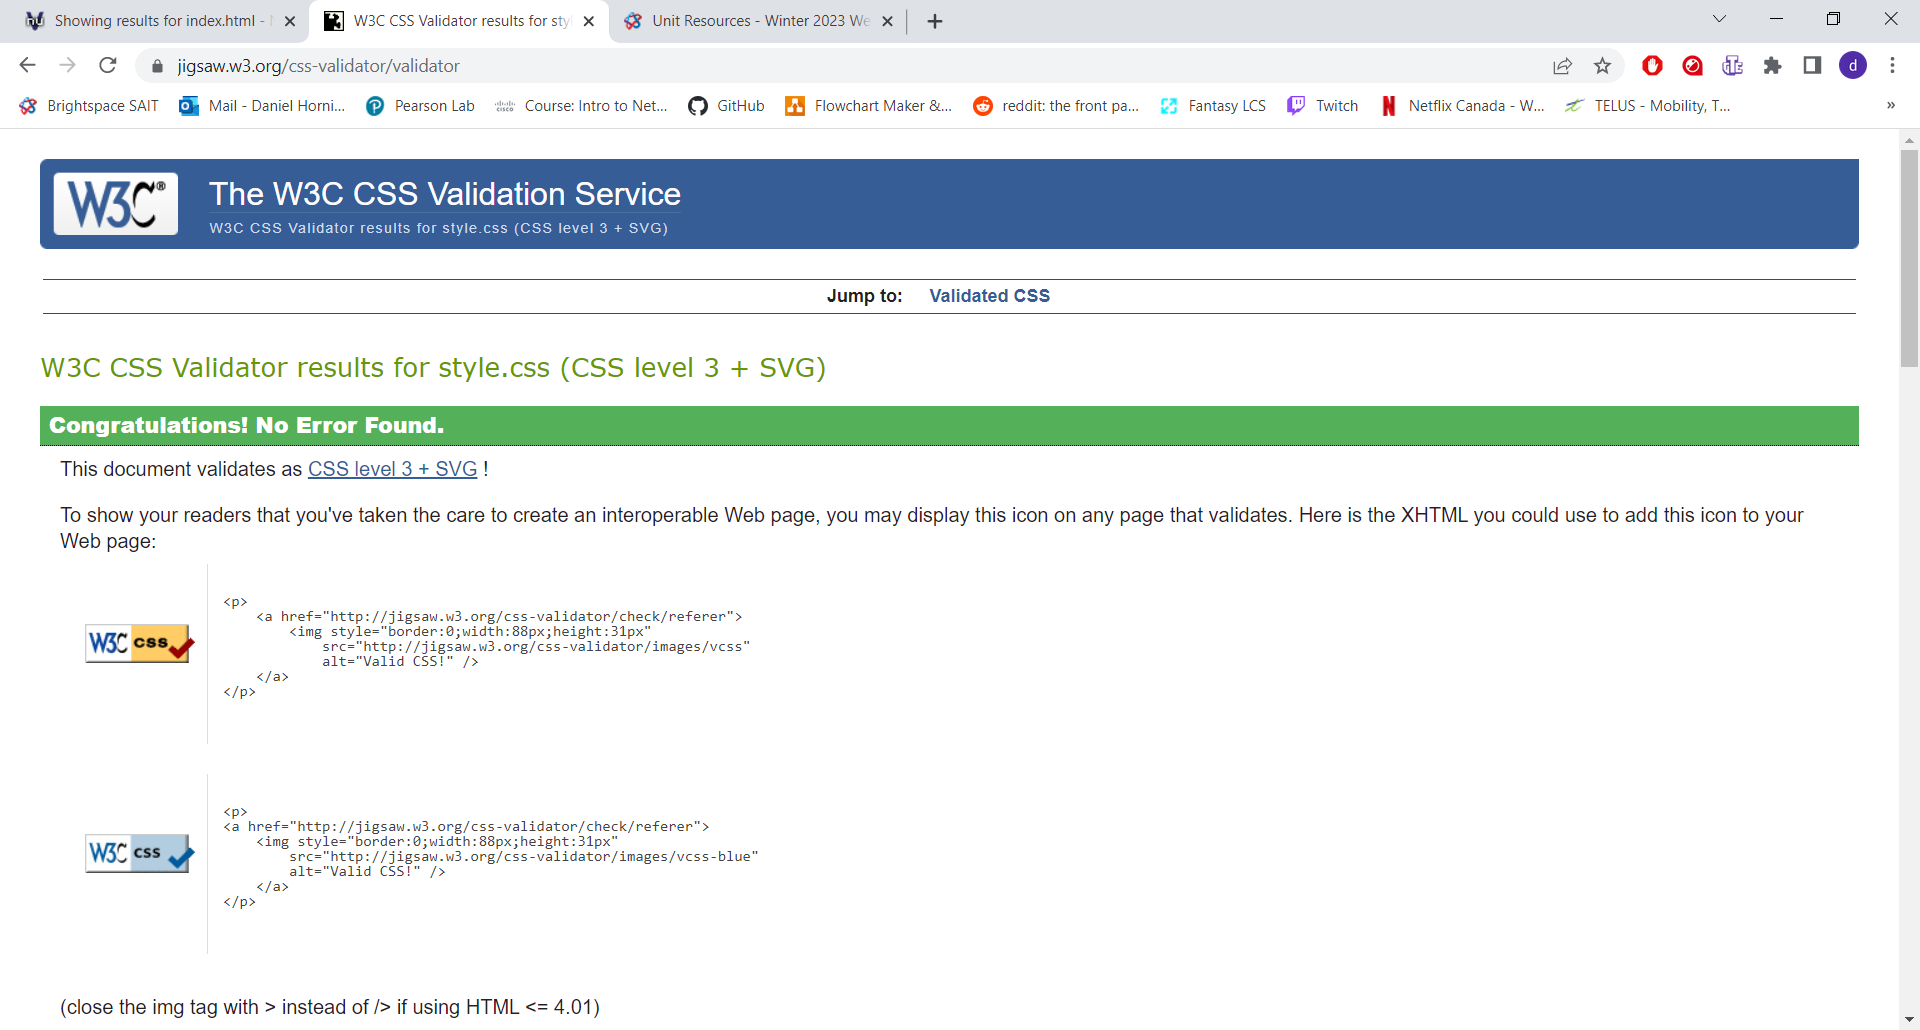 Showing results for index.html -
W3C CSS Validator results for sty
Unit Resources - Winter 2023 We
jigsaw.w3.org/css-validator/validator
d
Brightspace SAIT
Mail - Daniel Horni...
Pearson Lab
Course: Intro to Net...
GitHub
Flowchart Maker &...
reddit: the front pa...
Fantasy LCS
Twitch
Netflix Canada - W...
TELUS - Mobility, T...
»
W3C®
The W3C CSS Validation Service
W3C CSS Validator results for style.css (CSS level 3 + SVG)
Jump to: Validated CSS
W3C CSS Validator results for style.css (CSS level 3 + SVG)
Congratulations! No Error Found.
This document validates as CSS level 3 + SVG !
To show your readers that you've taken the care to create an interoperable Web page, you may display this icon on any page that validates. Here is the XHTML you could use to add this icon to your
Web page:
W3C css
<p>
<a href="http://jigsaw.w3.org/css-validator/check/referer">
<img style="border:0;width:88px;height:31px"
src="http://jigsaw.w3.org/css-validator/images/vcss"
alt="Valid CSS!" />
</a>
</p>
W3C css
<p>
<a href="http://jigsaw.w3.org/css-validator/check/referer">
<img style="border:0;width:88px;height:31px"
src="http://jigsaw.w3.org/css-validator/images/vcss-blue"
alt="Valid CSS!" />
</a>
</p>
(close the img tag with > instead of /> if using HTML <= 4.01)